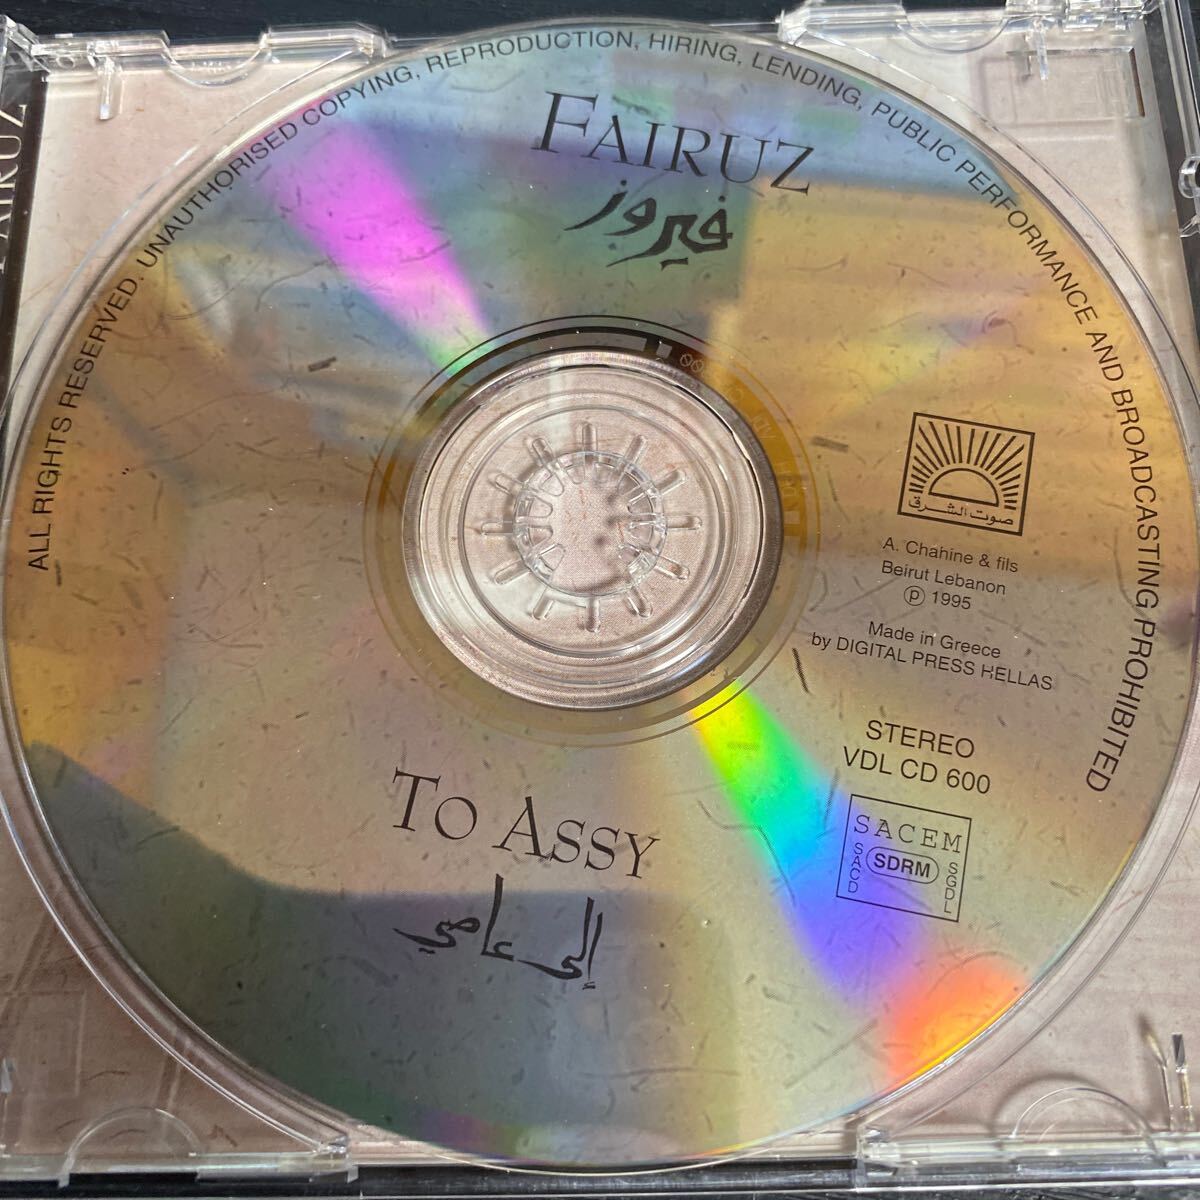 ALL RIGHTS RESERVED. UNAUTHORISED COPYING, REPRODUCTION, HIRING, LENDING, PUBLIC PERFORMANCE AND BROADCASTING PROHIBITED
FAIRUZ
FAIRUZ
فيروز
صوت الشرق
A. Chahine & fils
Beirut Lebanon
℗ 1995
Made in Greece
by DIGITAL PRESS HELLAS
STEREO
VDL CD 600
SACEM
SACD
SDRM
SGDL
TO ASSY
إلى عاصي